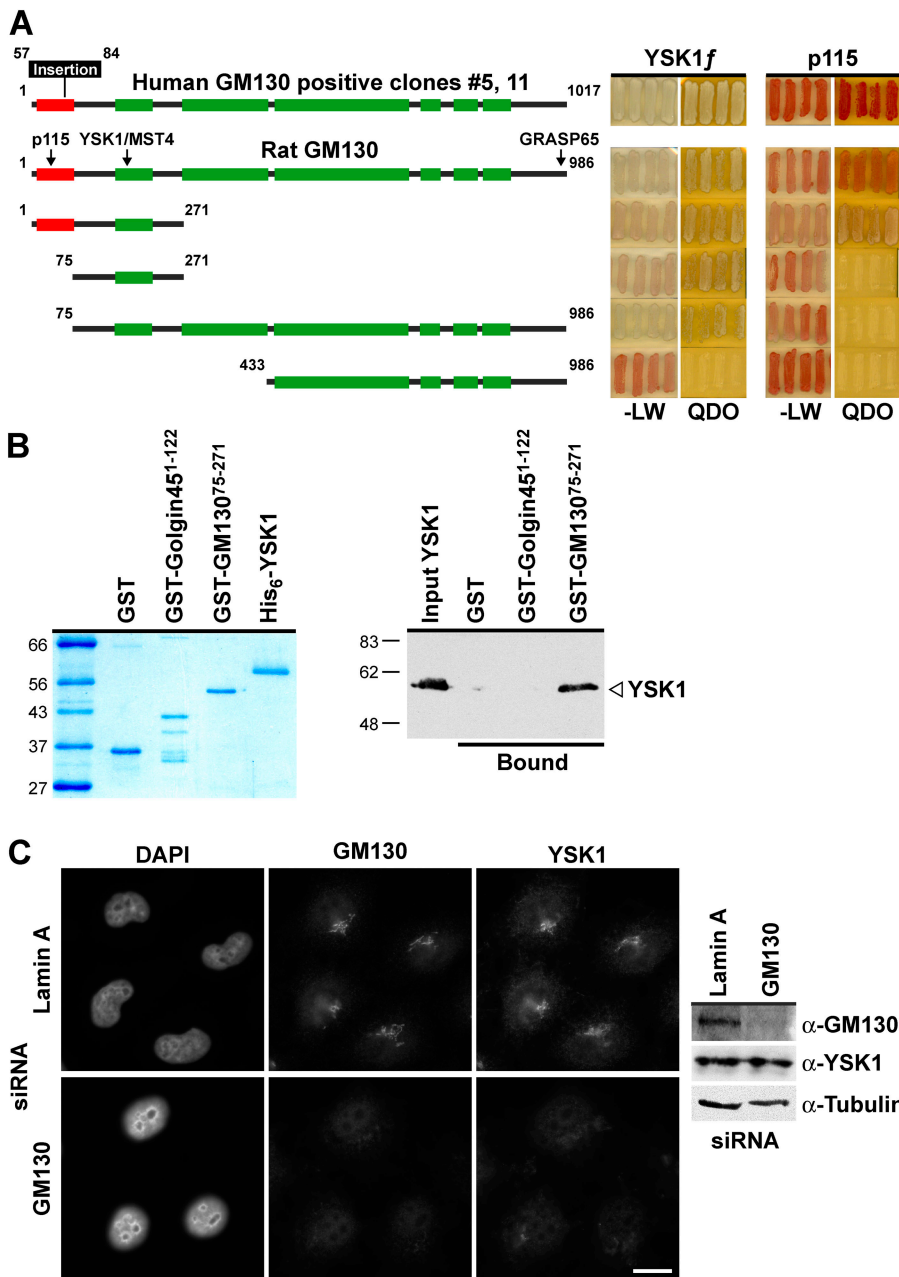 A
57 84
Insertion
Human GM130 positive clones #5, 11
1 1017
YSK1f p115
p115 YSK1/MST4 Rat GM130 GRASP65
1 986
1 271
75 271
75 986
433 986
-LW QDO -LW QDO
B
GST
GST-Golgin45¹⁻¹²²
GST-GM130⁷⁵⁻²⁷¹
His₆-YSK1
66
56
43
37
27
Input YSK1
GST
GST-Golgin45¹⁻¹²²
GST-GM130⁷⁵⁻²⁷¹
83
62
48
YSK1
Bound
C
DAPI GM130 YSK1
Lamin A
siRNA
GM130
Lamin A
GM130
α-GM130
α-YSK1
α-Tubulin
siRNA